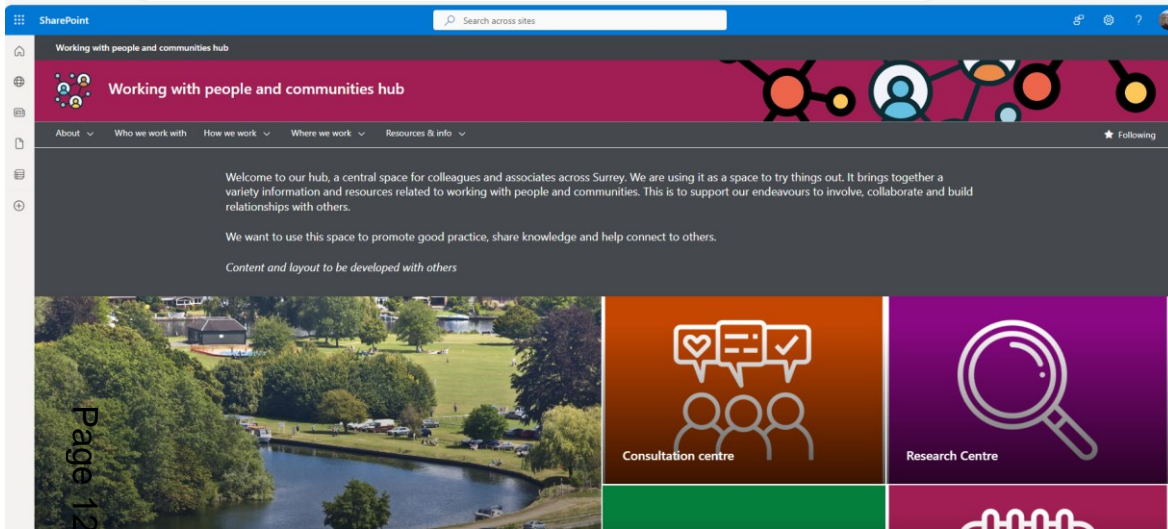 SharePoint
Search across sites
?
Working with people and communities hub
Working with people and communities hub
About
Who we work with
How we work
Where we work
Resources & info
Following
Welcome to our hub, a central space for colleagues and associates across Surrey. We are using it as a space to try things out. It brings together a
variety information and resources related to working with people and communities. This is to support our endeavours to involve, collaborate and build
relationships with others.
We want to use this space to promote good practice, share knowledge and help connect to others.
Content and layout to be developed with others
Consultation centre
Research Centre
Page 12